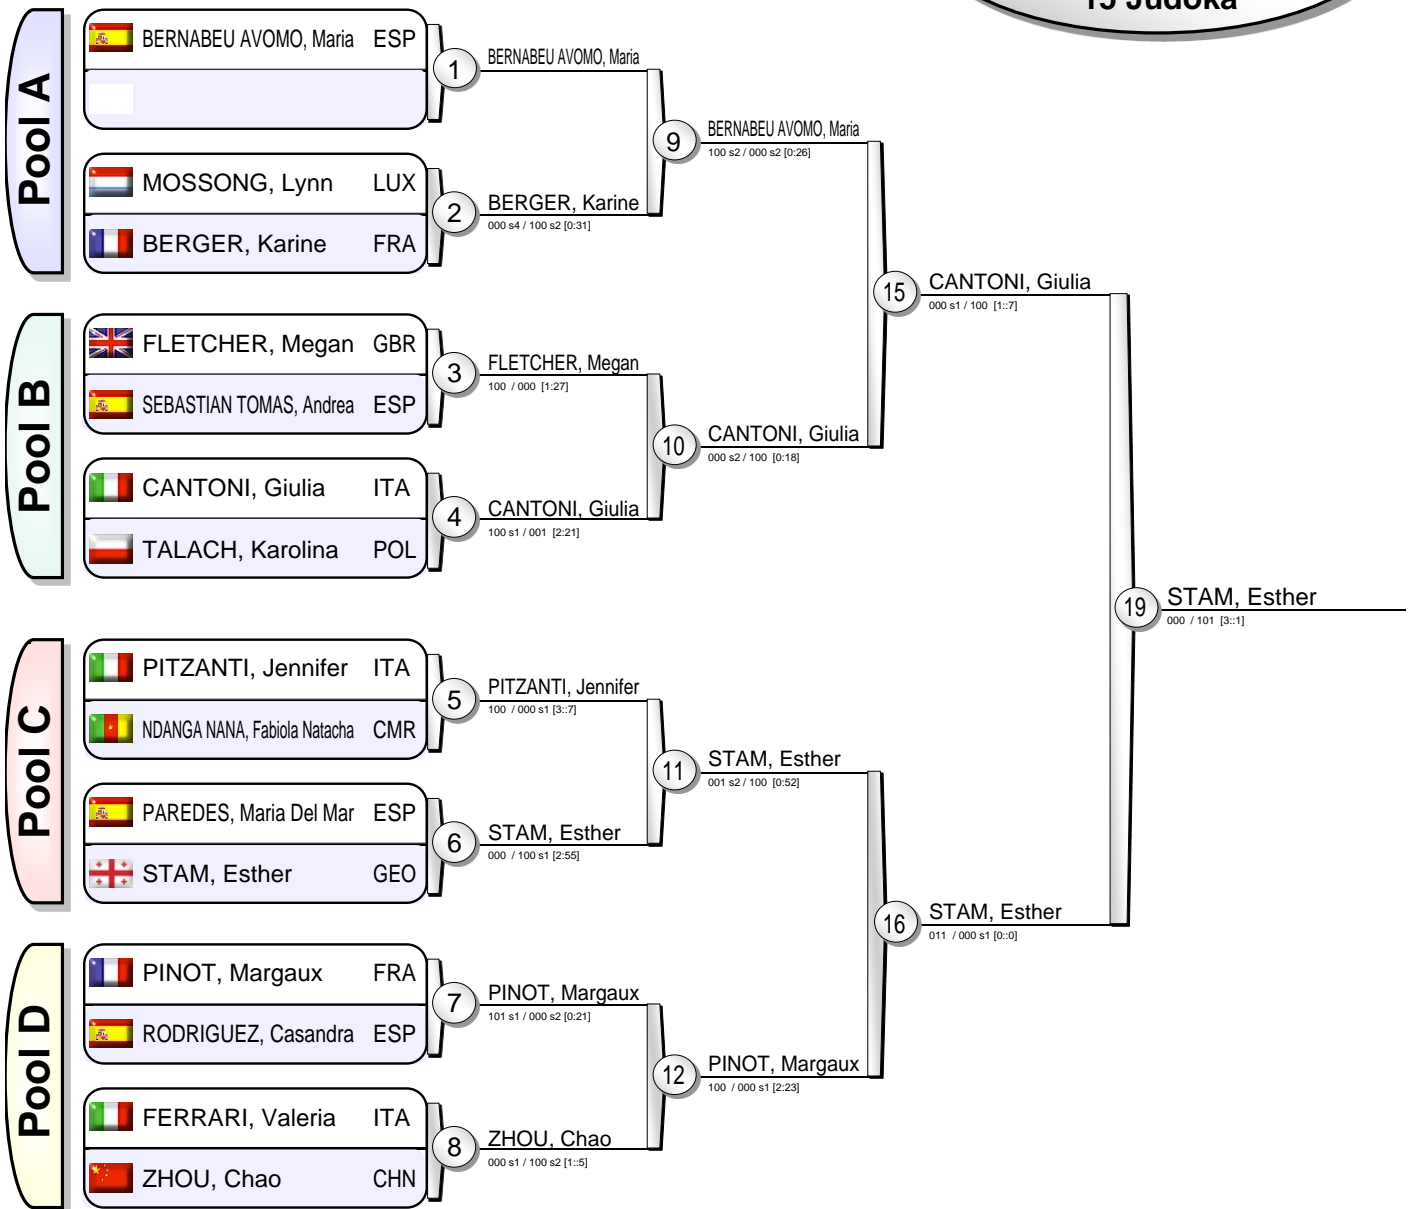 15 Judoka
Pool A
BERNABEU AVOMO, Maria ESP
1
BERNABEU AVOMO, Maria
MOSSONG, Lynn LUX
BERGER, Karine FRA
2
BERGER, Karine
000 s4 / 100 s2 [0:31]
9
BERNABEU AVOMO, Maria
100 s2 / 000 s2 [0:26]
Pool B
FLETCHER, Megan GBR
SEBASTIAN TOMAS, Andrea ESP
3
FLETCHER, Megan
100 / 000 [1:27]
CANTONI, Giulia ITA
TALACH, Karolina POL
4
CANTONI, Giulia
100 s1 / 001 [2:21]
10
CANTONI, Giulia
000 s2 / 100 [0:18]
15
CANTONI, Giulia
000 s1 / 100 [1::7]
Pool C
PITZANTI, Jennifer ITA
NDANGA NANA, Fabiola Natacha CMR
5
PITZANTI, Jennifer
100 / 000 s1 [3::7]
PAREDES, Maria Del Mar ESP
STAM, Esther GEO
6
STAM, Esther
000 / 100 s1 [2:55]
11
STAM, Esther
001 s2 / 100 [0:52]
Pool D
PINOT, Margaux FRA
RODRIGUEZ, Casandra ESP
7
PINOT, Margaux
101 s1 / 000 s2 [0:21]
FERRARI, Valeria ITA
ZHOU, Chao CHN
8
ZHOU, Chao
000 s1 / 100 s2 [1::5]
12
PINOT, Margaux
100 / 000 s1 [2:23]
16
STAM, Esther
011 / 000 s1 [0::0]
19
STAM, Esther
000 / 101 [3::1]